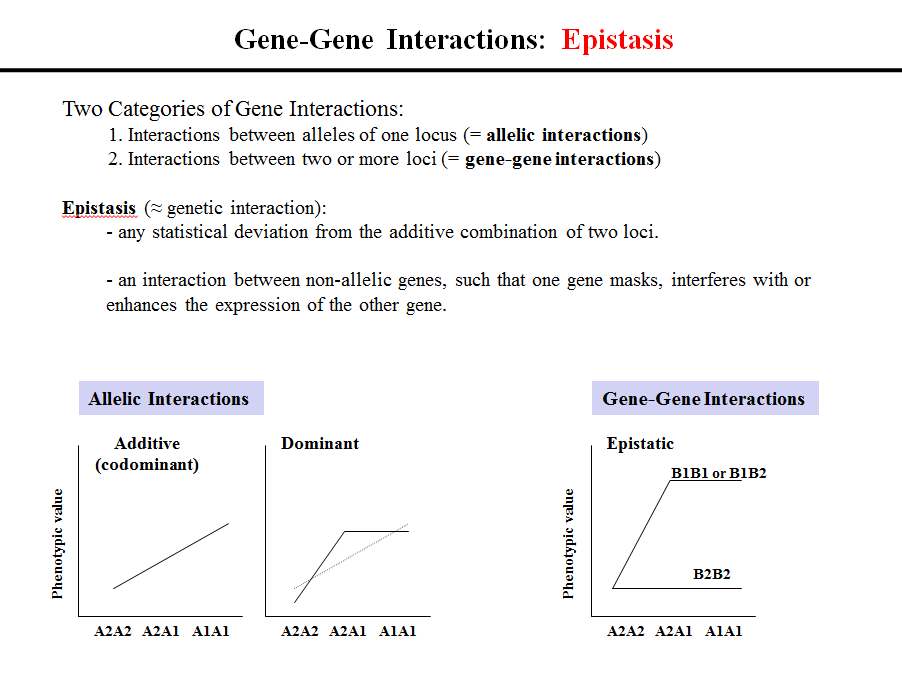 Gene-Gene Interactions: Epistasis
Two Categories of Gene Interactions:
1. Interactions between alleles of one locus (= allelic interactions)
2. Interactions between two or more loci (= gene-gene interactions)
Epistasis (≈ genetic interaction):
- any statistical deviation from the additive combination of two loci.
- an interaction between non-allelic genes, such that one gene masks, interferes with or
enhances the expression of the other gene.
Allelic Interactions
Additive
(codominant)
Phenotypic value
A2A2 A2A1 A1A1
Dominant
A2A2 A2A1 A1A1
Gene-Gene Interactions
Epistatic
B1B1 or B1B2
Phenotypic value
B2B2
A2A2 A2A1 A1A1